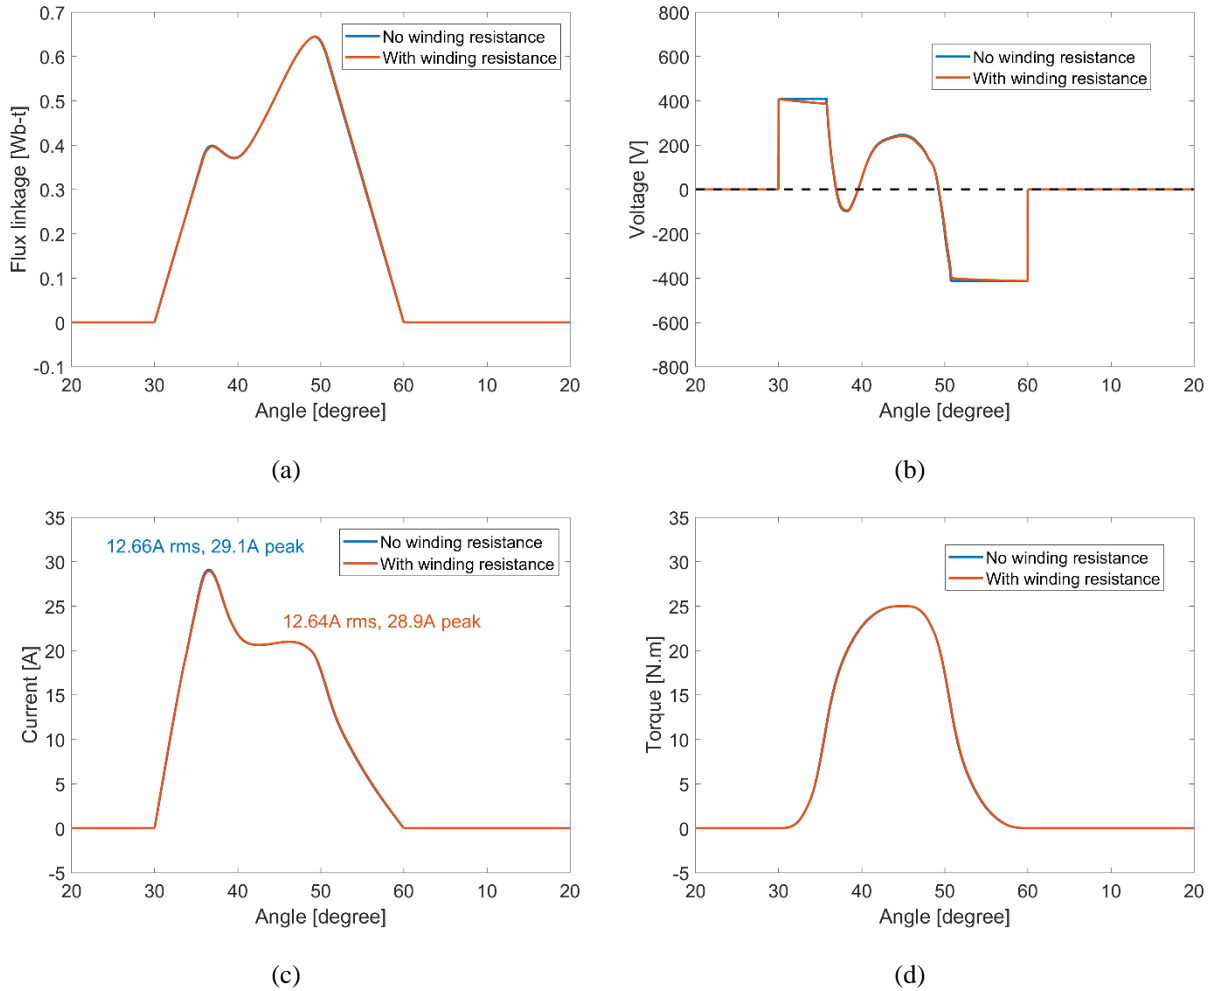 0.7
0.6
0.5
0.4
0.3
0.2
0.1
0
-0.1
Flux linkage [Wb-t]
No winding resistance
With winding resistance
20 30 40 50 60 10 20
Angle [degree]
(a)
800
600
400
200
0
-200
-400
-600
-800
Voltage [V]
No winding resistance
With winding resistance
20 30 40 50 60 10 20
Angle [degree]
(b)
35
30
25
20
15
10
5
0
-5
Current [A]
12.66A rms, 29.1A peak
No winding resistance
With winding resistance
12.64A rms, 28.9A peak
20 30 40 50 60 10 20
Angle [degree]
(c)
35
30
25
20
15
10
5
0
-5
Torque [N.m]
No winding resistance
With winding resistance
20 30 40 50 60 10 20
Angle [degree]
(d)